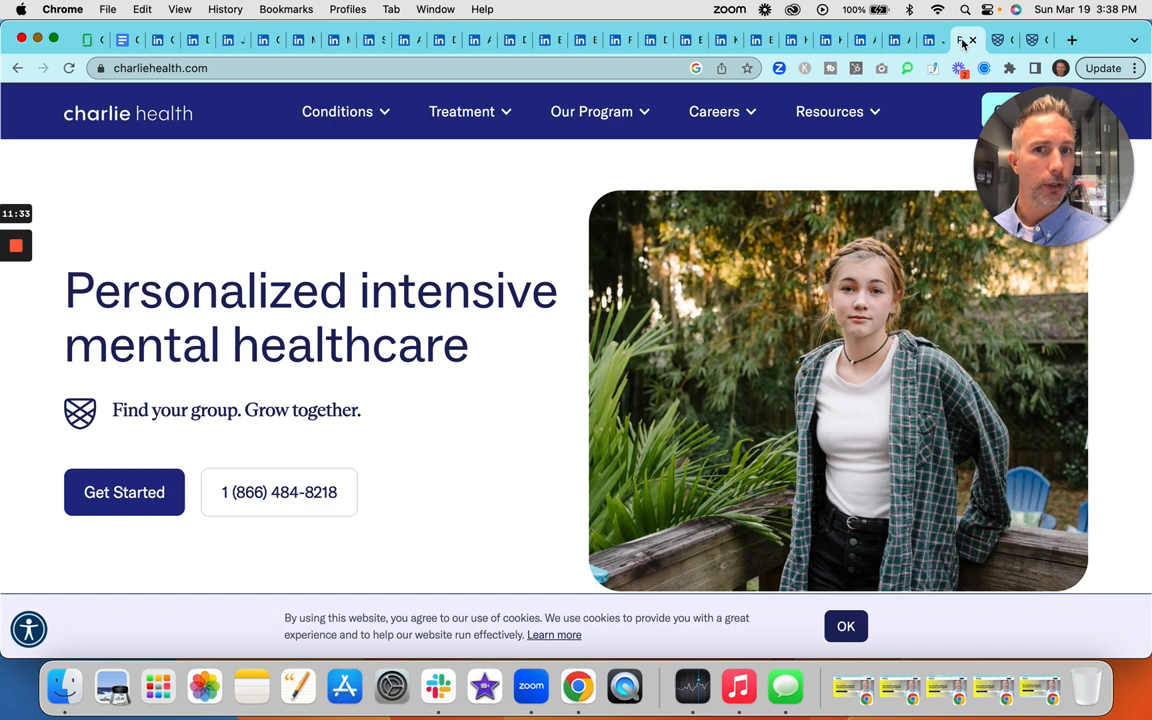 Chrome File Edit View History Bookmarks Profiles Tab Window Help zoom 100% Sun Mar 19 3:38 PM
charliehealth.com 2 Update
charlie health Conditions Treatment Our Program Careers Resources
11:33
Personalized intensive
mental healthcare
Find your group. Grow together.
Get Started 1 (866) 484-8218
By using this website, you agree to our use of cookies. We use cookies to provide you with a great
experience and to help our website run effectively. Learn more
OK
zoom